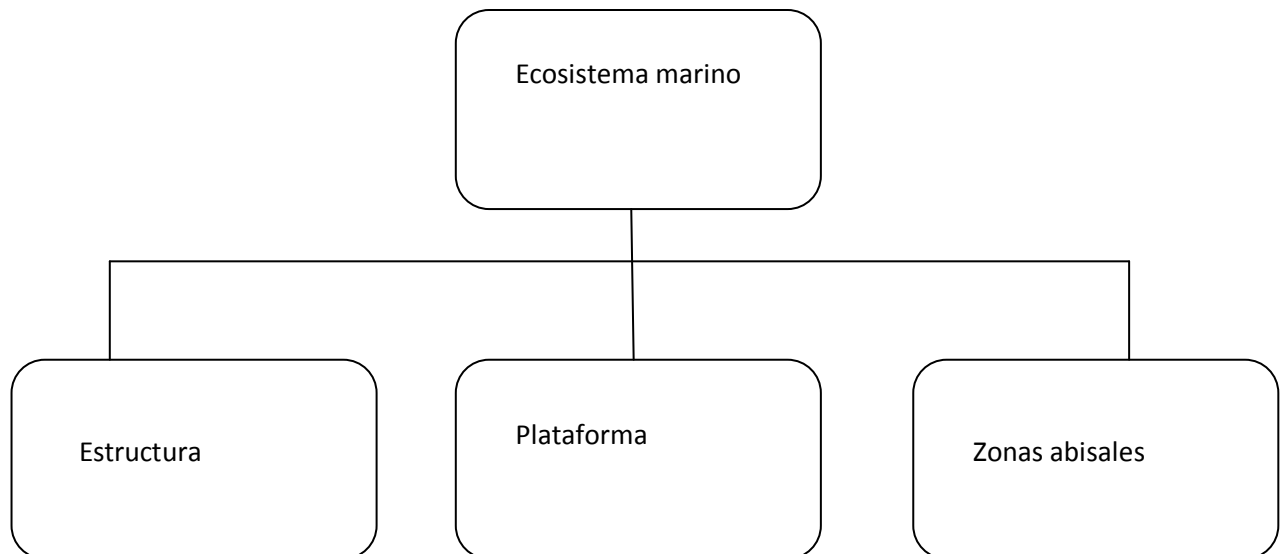 Ecosistema marino
Estructura
Plataforma
Zonas abisales